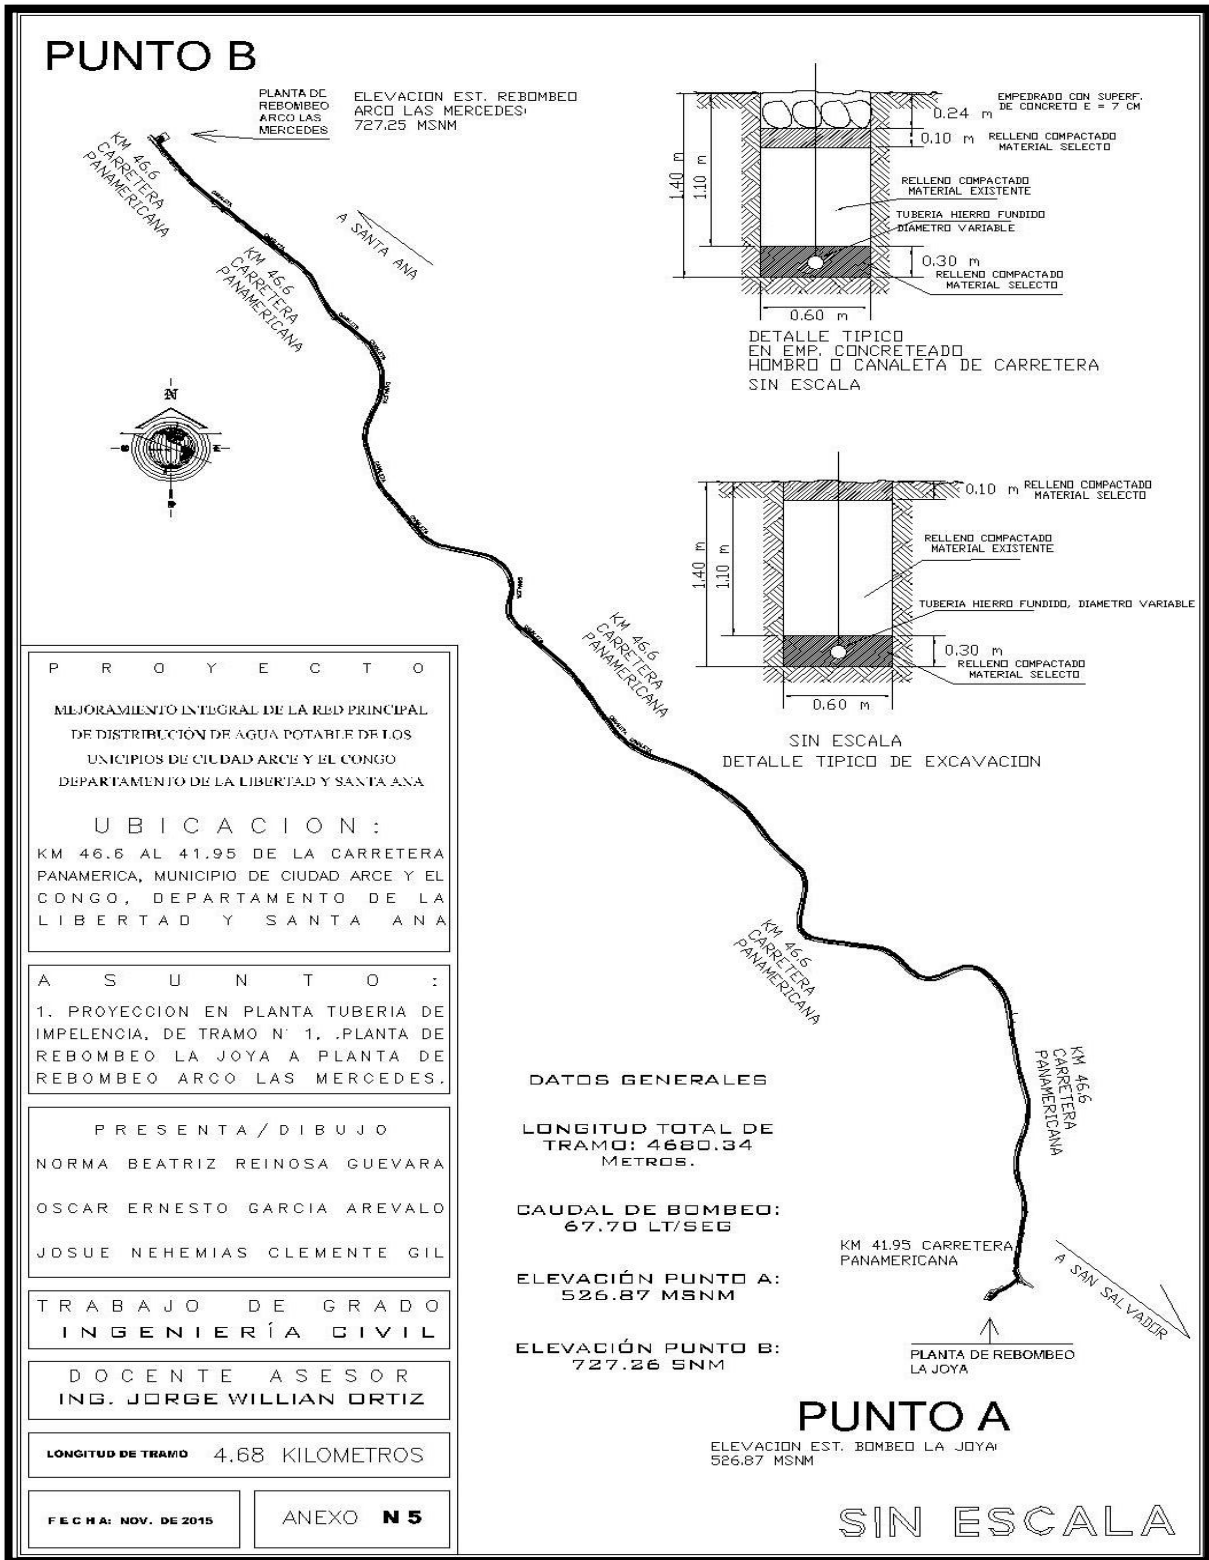 PUNTO B
PLANTA DE
REBOMBEO
ARCO LAS
MERCEDES
ELEVACION EST. REBOMBEO
ARCO LAS MERCEDES:
727.25 MSNM
KM 46.6
CARRETERA
PANAMERICANA
A SANTA ANA
KM 46.6
CARRETERA
PANAMERICANA
N
EMPEDRADO CON SUPERF.
DE CONCRETO E = 7 CM
0.24 m
0.10 m
RELLENO COMPACTADO
MATERIAL SELECTO
1.40 m
1.10 m
RELLENO COMPACTADO
MATERIAL EXISTENTE
TUBERIA HIERRO FUNDIDO
DIAMETRO VARIABLE
0.30 m
RELLENO COMPACTADO
MATERIAL SELECTO
0.60 m
DETALLE TIPICO
EN EMP. CONCRETEADO
HOMBRO O CANALETA DE CARRETERA
SIN ESCALA
0.10 m
RELLENO COMPACTADO
MATERIAL SELECTO
1.40 m
1.10 m
RELLENO COMPACTADO
MATERIAL EXISTENTE
TUBERIA HIERRO FUNDIDO, DIAMETRO VARIABLE
0.30 m
RELLENO COMPACTADO
MATERIAL SELECTO
0.60 m
SIN ESCALA
DETALLE TIPICO DE EXCAVACION
KM 46.6
CARRETERA
PANAMERICANA
KM 46.6
CARRETERA
PANAMERICANA
KM 46.6
CARRETERA
PANAMERICANA
PROYECTO
MEJORAMIENTO INTEGRAL DE LA RED PRINCIPAL
DE DISTRIBUCIÓN DE AGUA POTABLE DE LOS
UNICIPIOS DE CIUDAD ARCE Y EL CONGO
DEPARTAMENTO DE LA LIBERTAD Y SANTA ANA
UBICACION:
KM 46.6 AL 41.95 DE LA CARRETERA
PANAMERICA, MUNICIPIO DE CIUDAD ARCE Y EL
CONGO, DEPARTAMENTO DE LA
LIBERTAD Y SANTA ANA
ASUNTO:
1. PROYECCION EN PLANTA TUBERIA DE
IMPELENCIA, DE TRAMO N° 1, .PLANTA DE
REBOMBEO LA JOYA A PLANTA DE
REBOMBEO ARCO LAS MERCEDES.
PRESENTA/DIBUJO
NORMA BEATRIZ REINOSA GUEVARA
OSCAR ERNESTO GARCIA AREVALO
JOSUE NEHEMIAS CLEMENTE GIL
TRABAJO DE GRADO
INGENIERÍA CIVIL
DOCENTE ASESOR
ING. JORGE WILLIAN ORTIZ
LONGITUD DE TRAMO 4.68 KILOMETROS
FECHA: NOV. DE 2015
ANEXO N 5
DATOS GENERALES
LONGITUD TOTAL DE
TRAMO: 4680.34
METROS.
CAUDAL DE BOMBEO:
67.70 LT/SEG
ELEVACIÓN PUNTO A:
526.87 MSNM
ELEVACIÓN PUNTO B:
727.26 SNM
KM 41.95 CARRETERA
PANAMERICANA
A SAN SALVADOR
PLANTA DE REBOMBEO
LA JOYA
PUNTO A
ELEVACION EST. BOMBEO LA JOYA:
526.87 MSNM
SIN ESCALA